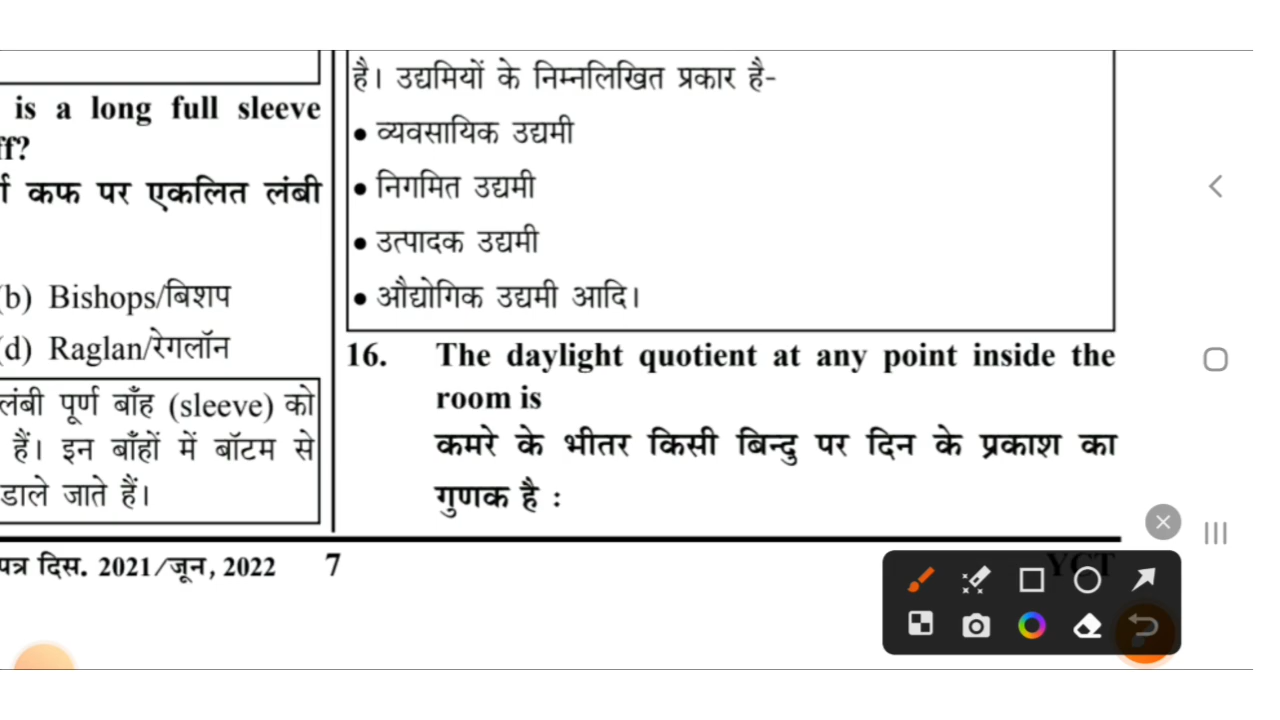 is a long full sleeve
ff?
र्ण कफ पर एकलित लंबी
(b) Bishops/बिशप
(d) Raglan/रेगलॉन
लंबी पूर्ण बाँह (sleeve) को
हैं। इन बाँहों में बॉटम से
डाले जाते हैं।
है। उद्यमियों के निम्नलिखित प्रकार है-
• व्यवसायिक उद्यमी
• निगमित उद्यमी
• उत्पादक उद्यमी
• औद्योगिक उद्यमी आदि।
16. The daylight quotient at any point inside the
room is
कमरे के भीतर किसी बिन्दु पर दिन के प्रकाश का
गुणक है :
पत्र दिस. 2021/जून, 2022 7 YCT